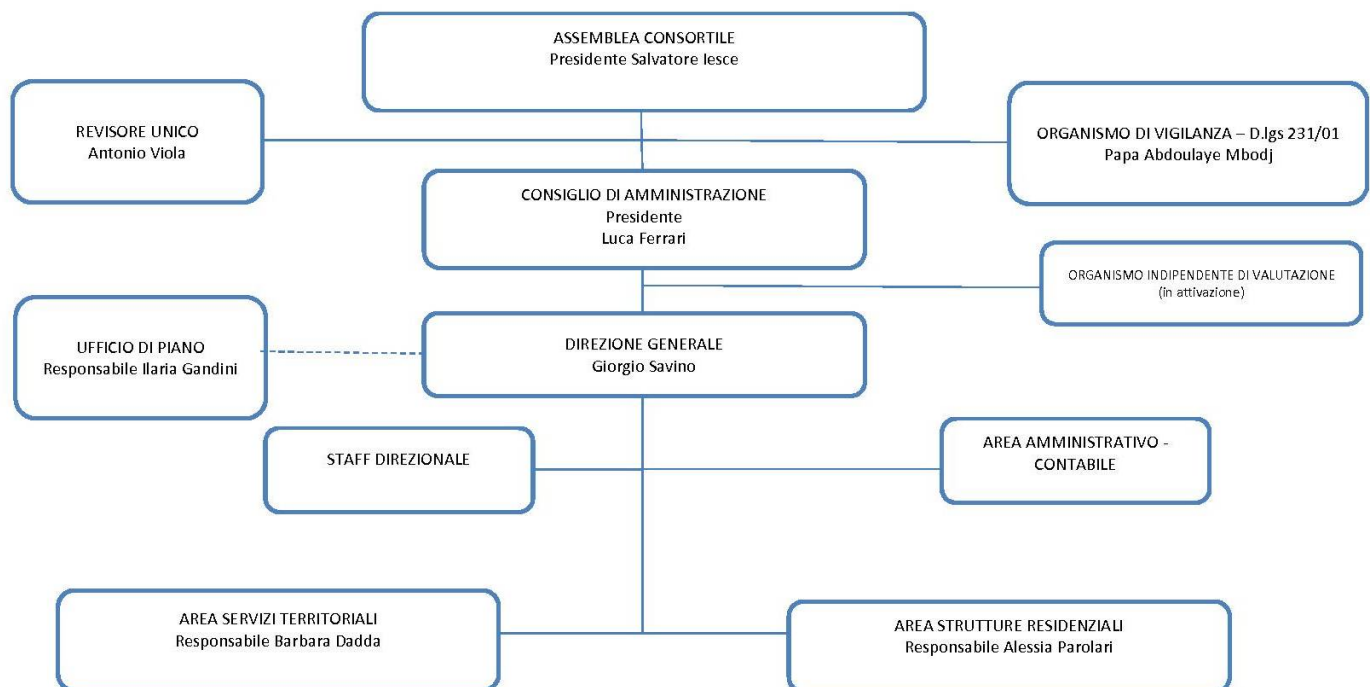 ASSEMBLEA CONSORTILE
Presidente Salvatore Iesce
REVISORE UNICO
Antonio Viola
ORGANISMO DI VIGILANZA – D.lgs 231/01
Papa Abdoulaye Mbodj
CONSIGLIO DI AMMINISTRAZIONE
Presidente
Luca Ferrari
ORGANISMO INDIPENDENTE DI VALUTAZIONE
(in attivazione)
UFFICIO DI PIANO
Responsabile Ilaria Gandini
DIREZIONE GENERALE
Giorgio Savino
STAFF DIREZIONALE
AREA AMMINISTRATIVO -
CONTABILE
AREA SERVIZI TERRITORIALI
Responsabile Barbara Dadda
AREA STRUTTURE RESIDENZIALI
Responsabile Alessia Parolari